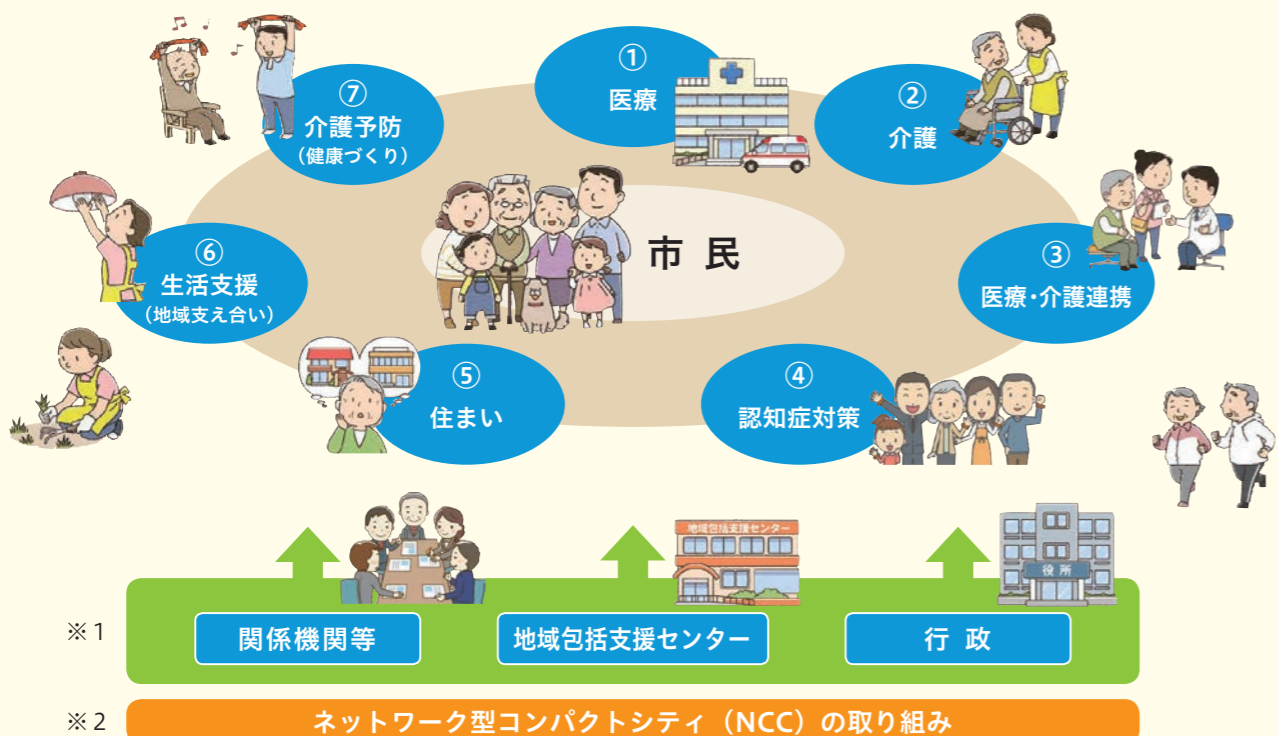 ①
医療
②
介護
③
医療・介護連携
④
認知症対策
⑤
住まい
⑥
生活支援
（地域支え合い）
⑦
介護予防
（健康づくり）
市民
地域包括支援センター
役所
※1
関係機関等
地域包括支援センター
行政
※2
ネットワーク型コンパクトシティ（NCC）の取り組み